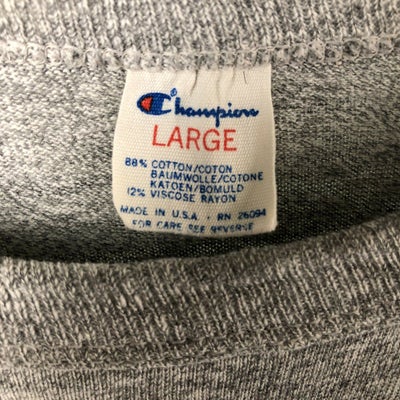 Champion
LARGE
88% COTTON/COTON
BAUMWOLLE/COTONE
KATOEN/BOMULD
12% VISCOSE RAYON
MADE IN U.S.A. • RN 26094
FOR CARE SEE REVERSE